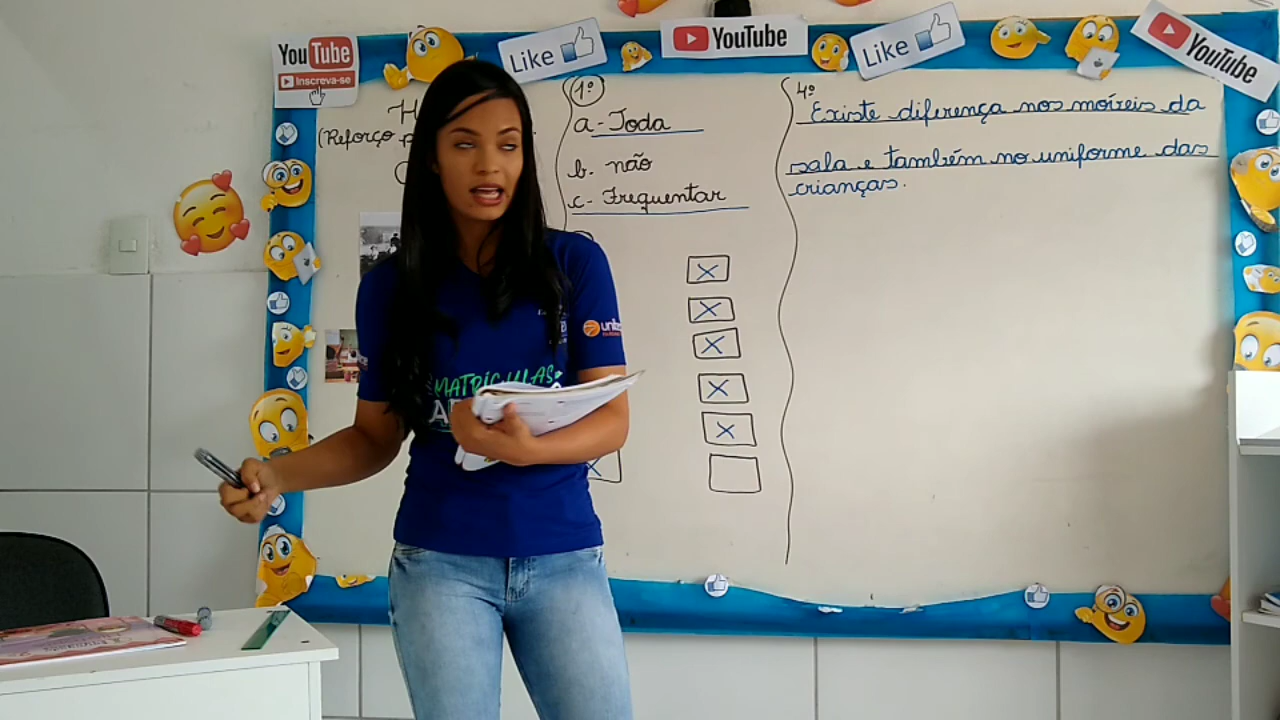 YouTube
Inscreva-se
Like
YouTube
Like
YouTube
(Reforço
1º
a - Toda
b. não
c - Frequentar
4º
Existe diferença nos moíreis da
sala e também no uniforme das
crianças.
MATRÍCULAS